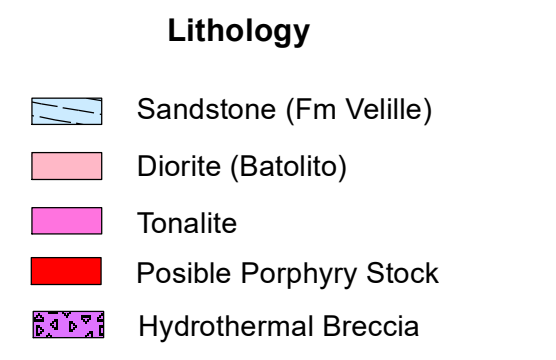 Lithology
Sandstone (Fm Velille)
Diorite (Batolito)
Tonalite
Posible Porphyry Stock
Hydrothermal Breccia